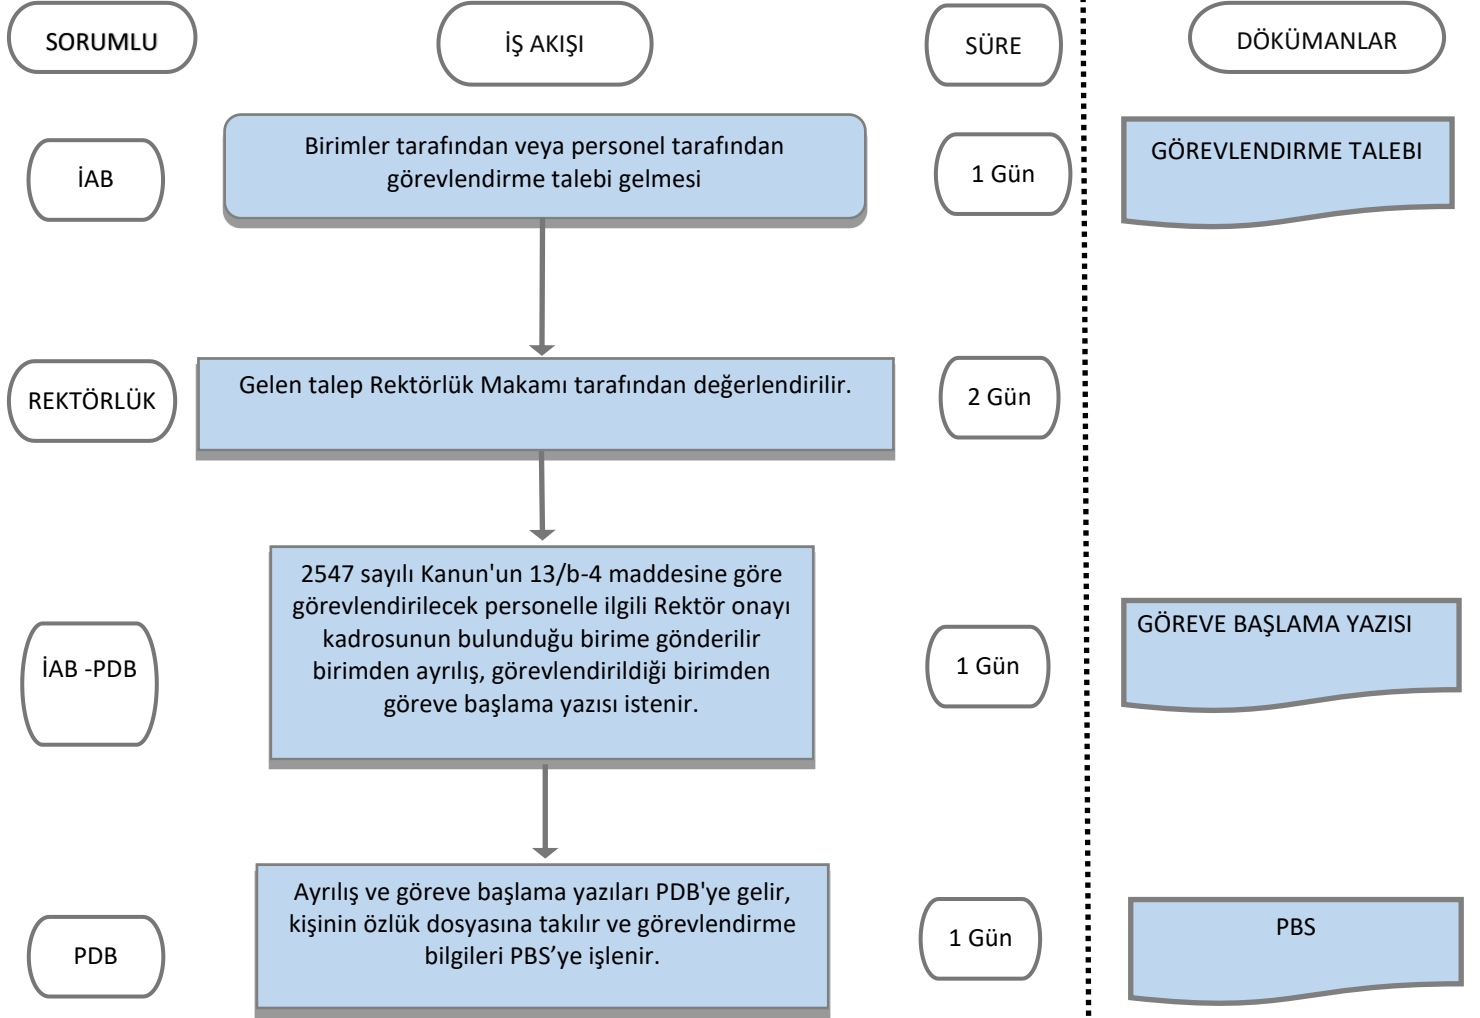 SORUMLU
İŞ AKIŞI
SÜRE
DÖKÜMANLAR
İAB
Birimler tarafından veya personel tarafından
görevlendirme talebi gelmesi
1 Gün
GÖREVLENDIRME TALEBI
REKTÖRLÜK
Gelen talep Rektörlük Makamı tarafından değerlendirilir.
2 Gün
İAB -PDB
2547 sayılı Kanun'un 13/b-4 maddesine göre
görevlendirilecek personelle ilgili Rektör onayı
kadrosunun bulunduğu birime gönderilir
birimden ayrılış, görevlendirildiği birimden
göreve başlama yazısı istenir.
1 Gün
GÖREVE BAŞLAMA YAZISI
PDB
Ayrılış ve göreve başlama yazıları PDB'ye gelir,
kişinin özlük dosyasına takılır ve görevlendirme
bilgileri PBS’ye işlenir.
1 Gün
PBS